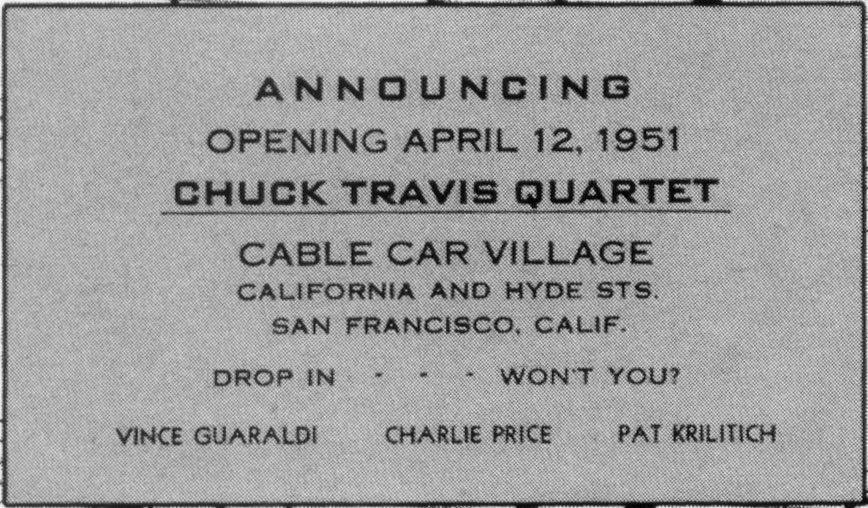 ANNOUNCING
OPENING APRIL 12, 1951
CHUCK TRAVIS QUARTET
CABLE CAR VILLAGE
CALIFORNIA AND HYDE STS.
SAN FRANCISCO, CALIF.
DROP IN - - - WON'T YOU?
VINCE GUARALDI CHARLIE PRICE PAT KRILITICH